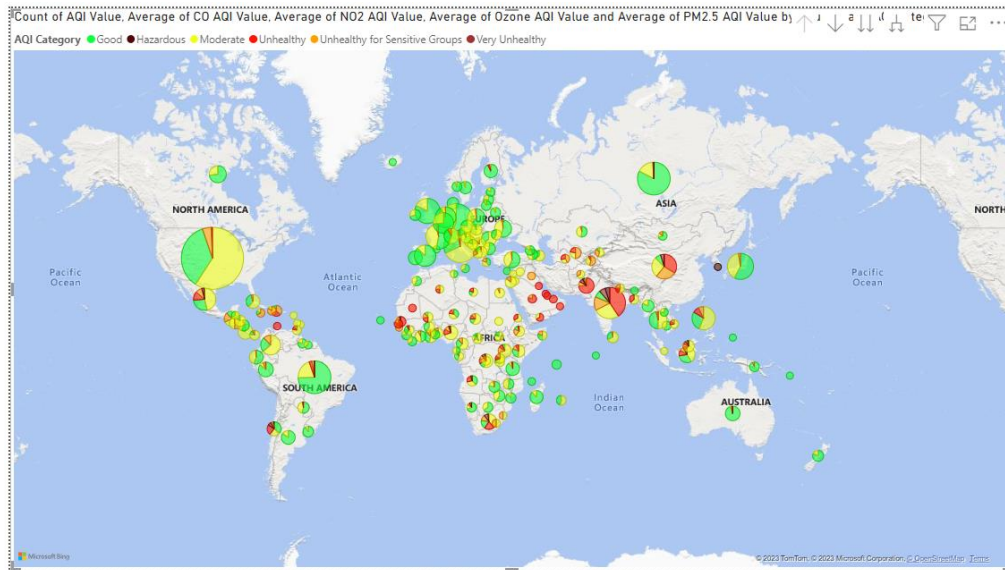 Count of AQI Value, Average of CO AQI Value, Average of NO2 AQI Value, Average of Ozone AQI Value and Average of PM2.5 AQI Value by
AQI Category Good Hazardous Moderate Unhealthy Unhealthy for Sensitive Groups Very Unhealthy
ASIA
NORTH AMERICA NORTH
EUROPE
Pacific Ocean
Atlantic Ocean
Pacific Ocean
AFRICA
SOUTH AMERICA
Indian Ocean
AUSTRALIA
Microsoft Bing
© 2023 TomTom, © 2023 Microsoft Corporation, © OpenStreetMap Terms